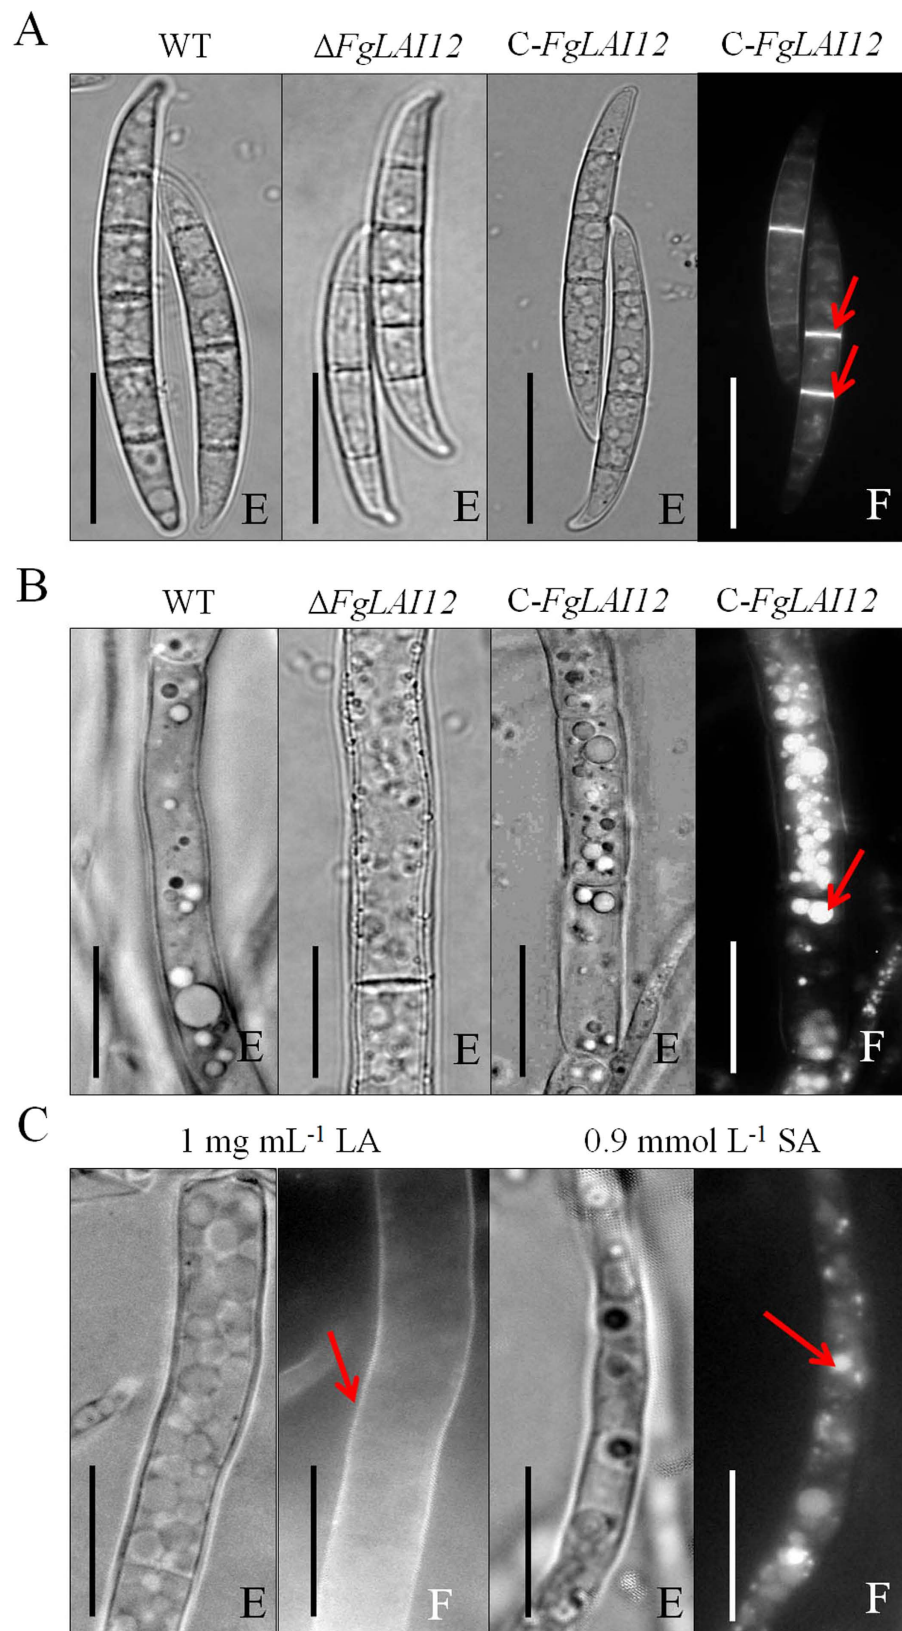 A
WT ΔFgLAI12 C-FgLAI12 C-FgLAI12
E E E F
B
WT ΔFgLAI12 C-FgLAI12 C-FgLAI12
E E E F
C
1 mg mL⁻¹ LA 0.9 mmol L⁻¹ SA
E F E F